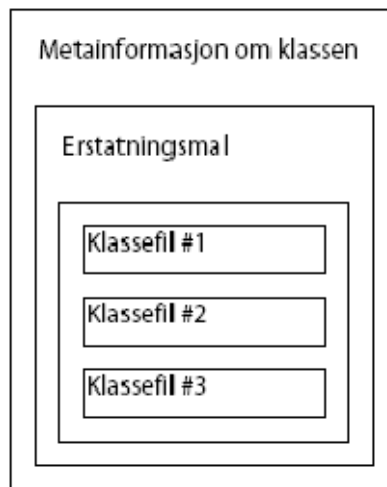 Metainformasjon om klassen
Erstatningsmal
Klassefil #1
Klassefil #2
Klassefil #3